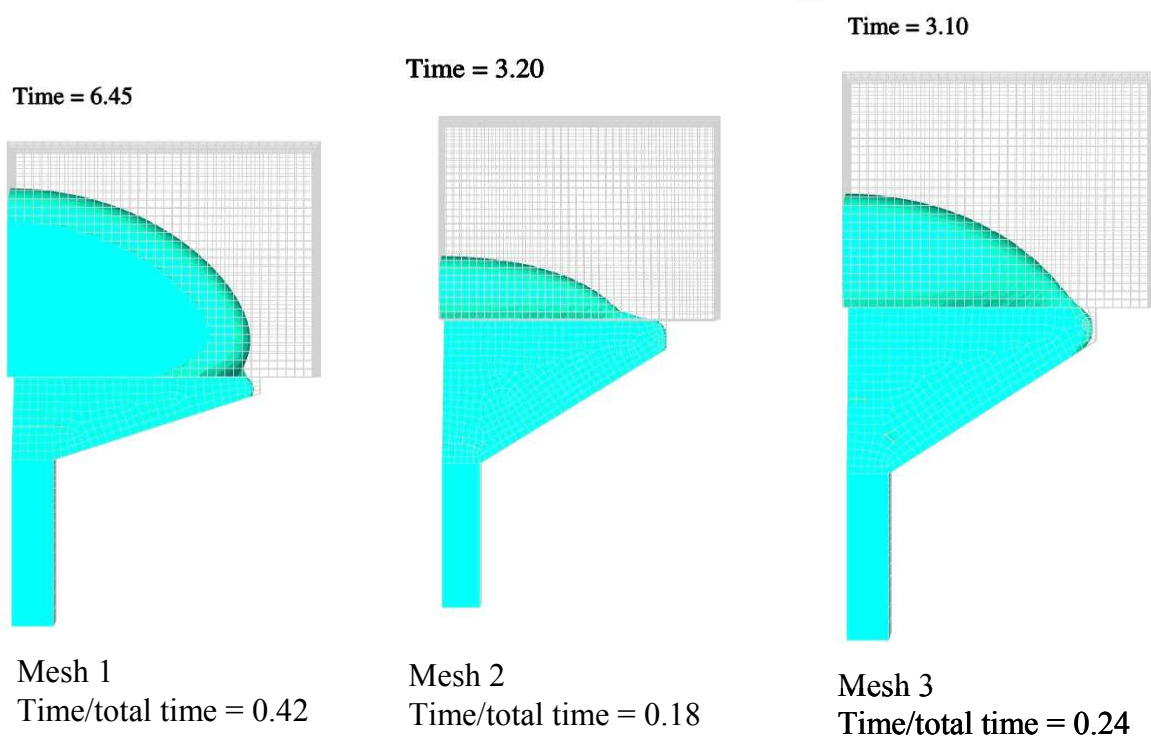 Time = 6.45
Time = 3.20
Time = 3.10
Mesh 1
Time/total time = 0.42
Mesh 2
Time/total time = 0.18
Mesh 3
Time/total time = 0.24